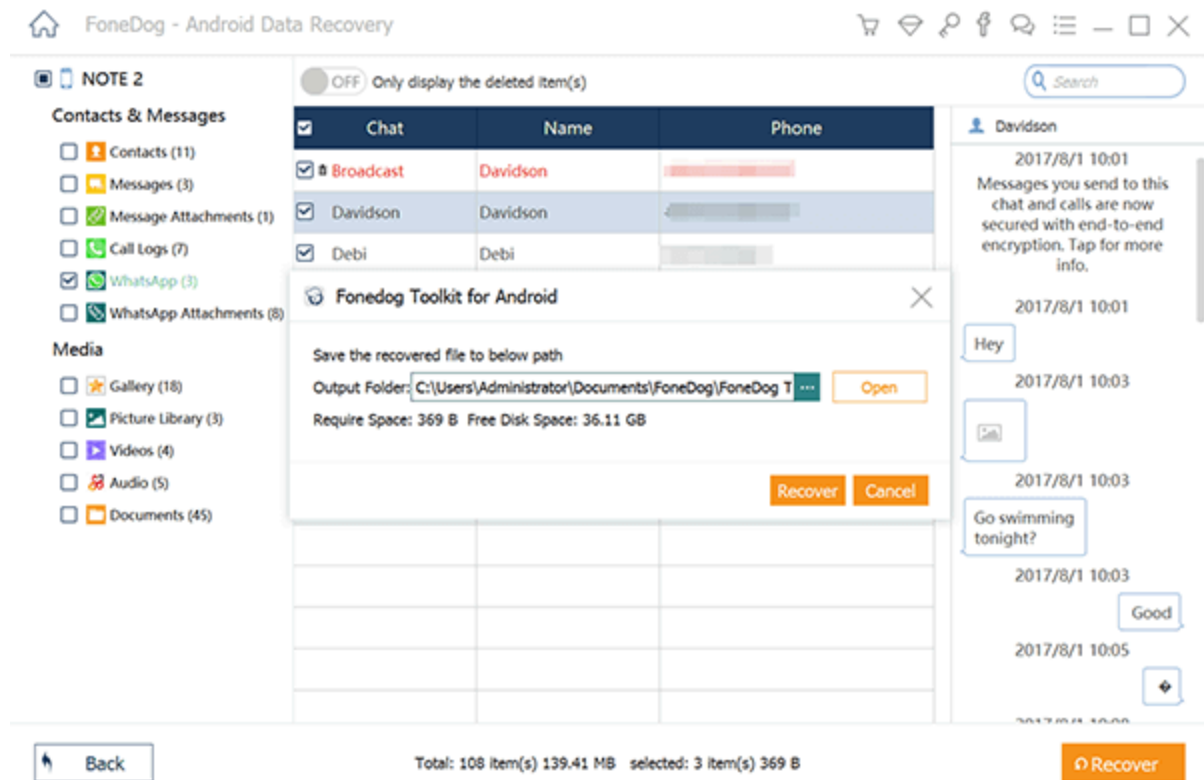 FoneDog - Android Data Recovery
NOTE 2
Contacts & Messages
Contacts (11)
Messages (3)
Message Attachments (1)
Call Logs (7)
WhatsApp (3)
WhatsApp Attachments (8)
Media
Gallery (18)
Picture Library (3)
Videos (4)
Audio (5)
Documents (45)
OFF Only display the deleted item(s)
Search
Chat Name Phone
Broadcast Davidson
Davidson Davidson
Debi Debi
Fonedog Toolkit for Android
Save the recovered file to below path
Output Folder: C:\Users\Administrator\Documents\FoneDog\FoneDog T ... Open
Require Space: 369 B Free Disk Space: 36.11 GB
Recover Cancel
Davidson
2017/8/1 10:01
Messages you send to this
chat and calls are now
secured with end-to-end
encryption. Tap for more
info.
2017/8/1 10:01
Hey
2017/8/1 10:03
2017/8/1 10:03
Go swimming
tonight?
2017/8/1 10:03
Good
2017/8/1 10:05
�
Back
Total: 108 item(s) 139.41 MB selected: 3 item(s) 369 B
Recover